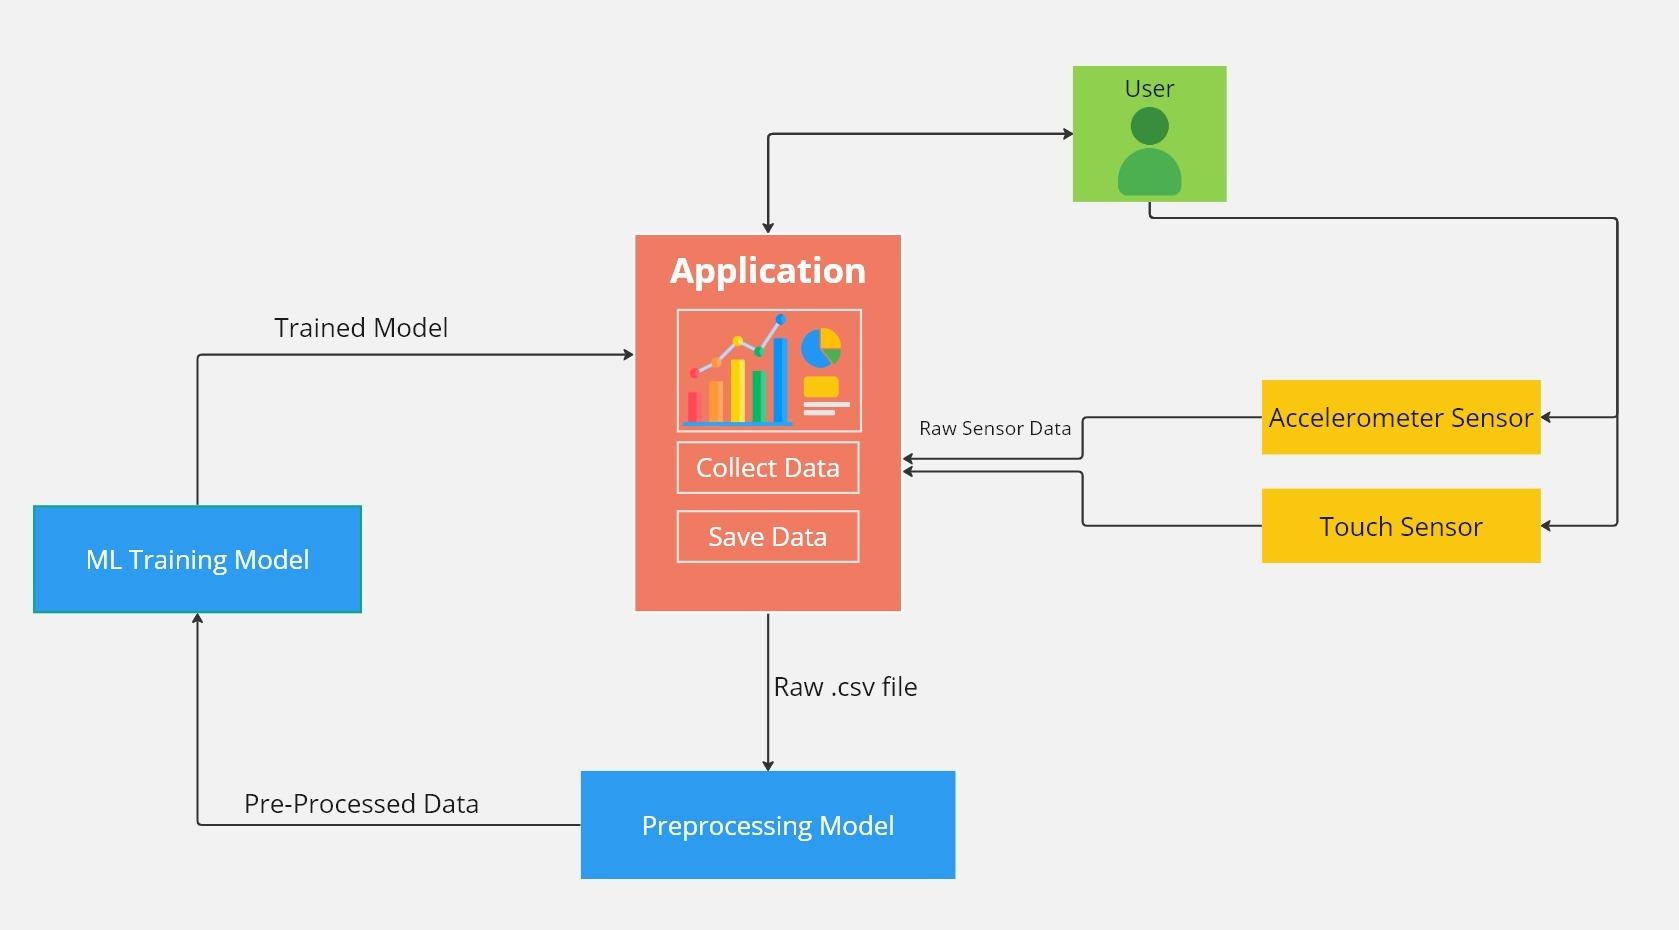 User
Application
Trained Model
Accelerometer Sensor
Raw Sensor Data
Collect Data
Touch Sensor
Save Data
ML Training Model
Raw .csv file
Pre-Processed Data
Preprocessing Model